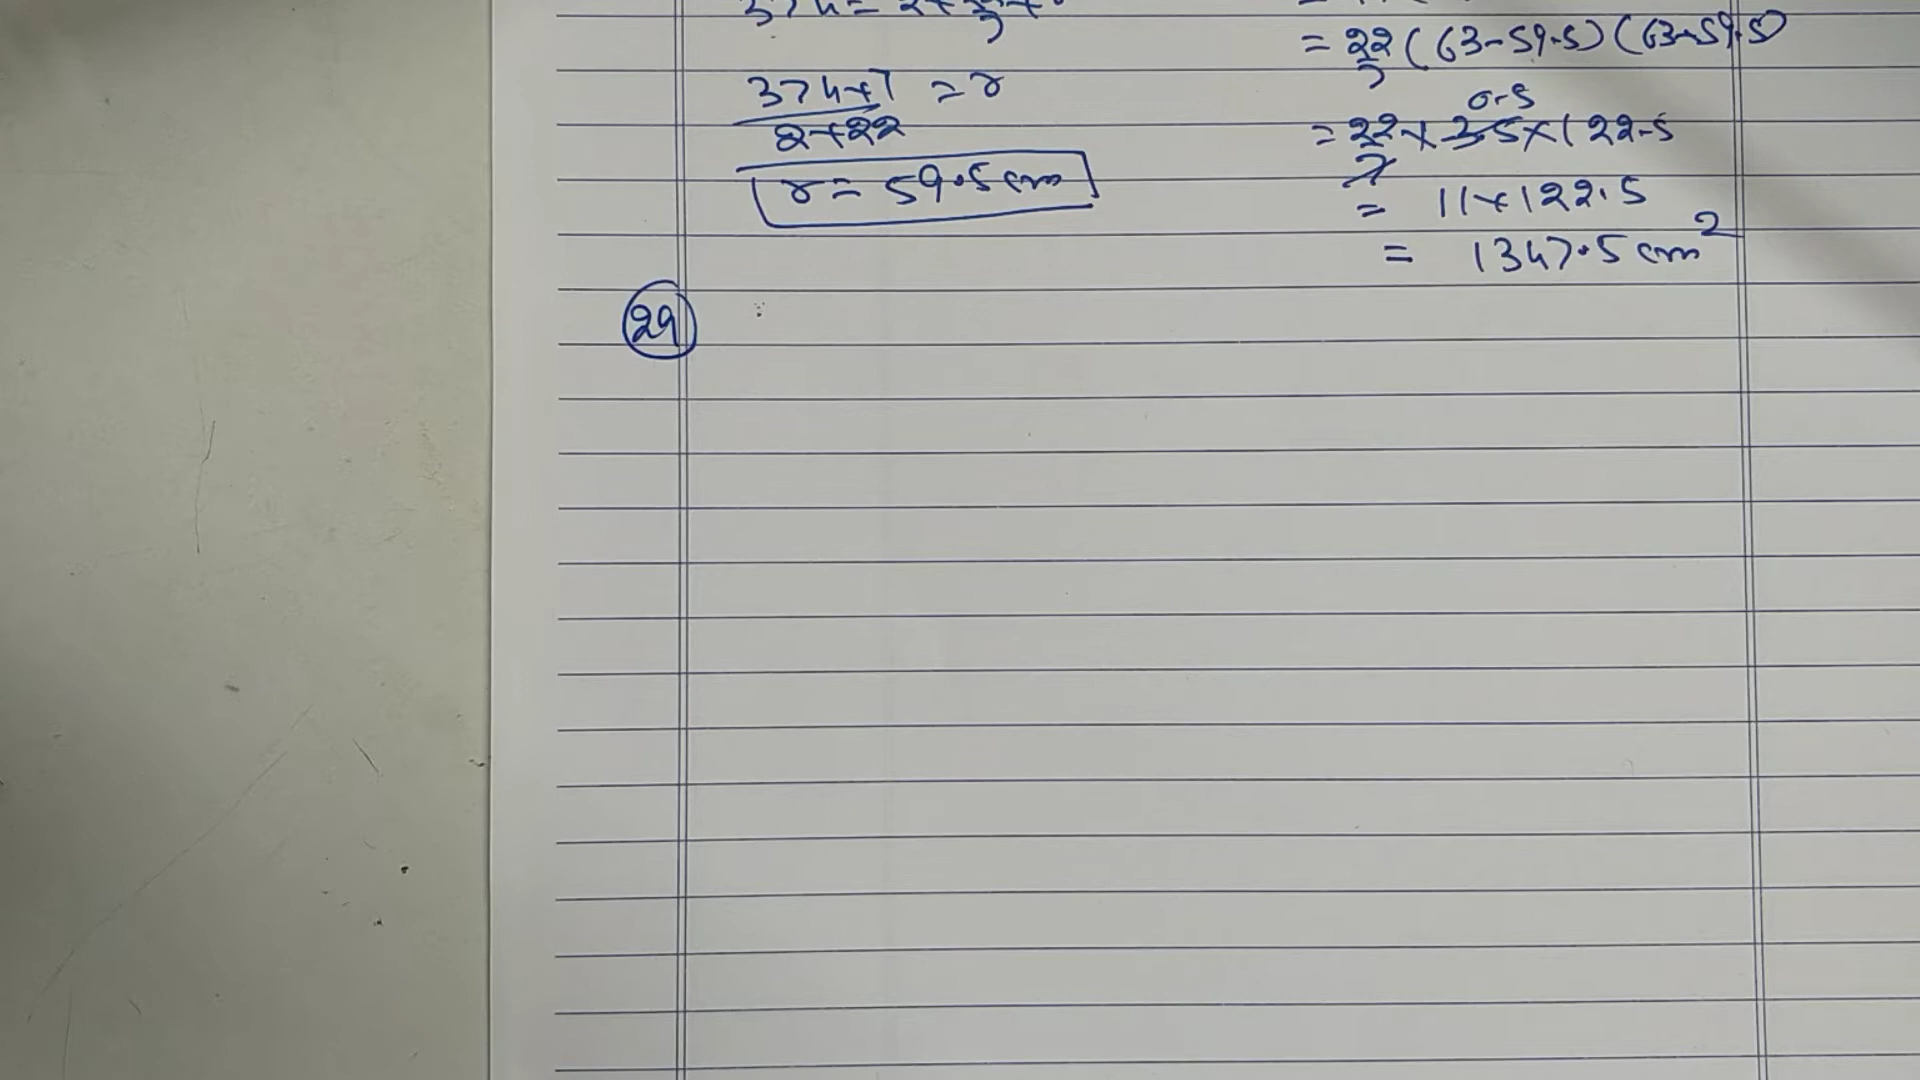 374×7 = r
2×22
r = 59.5 cm
= 22 (63-59.5) (63-59.5)
7
0.5
= 22 × 3.5 × 122.5
7
= 11×122.5
= 1347.5 cm²
29